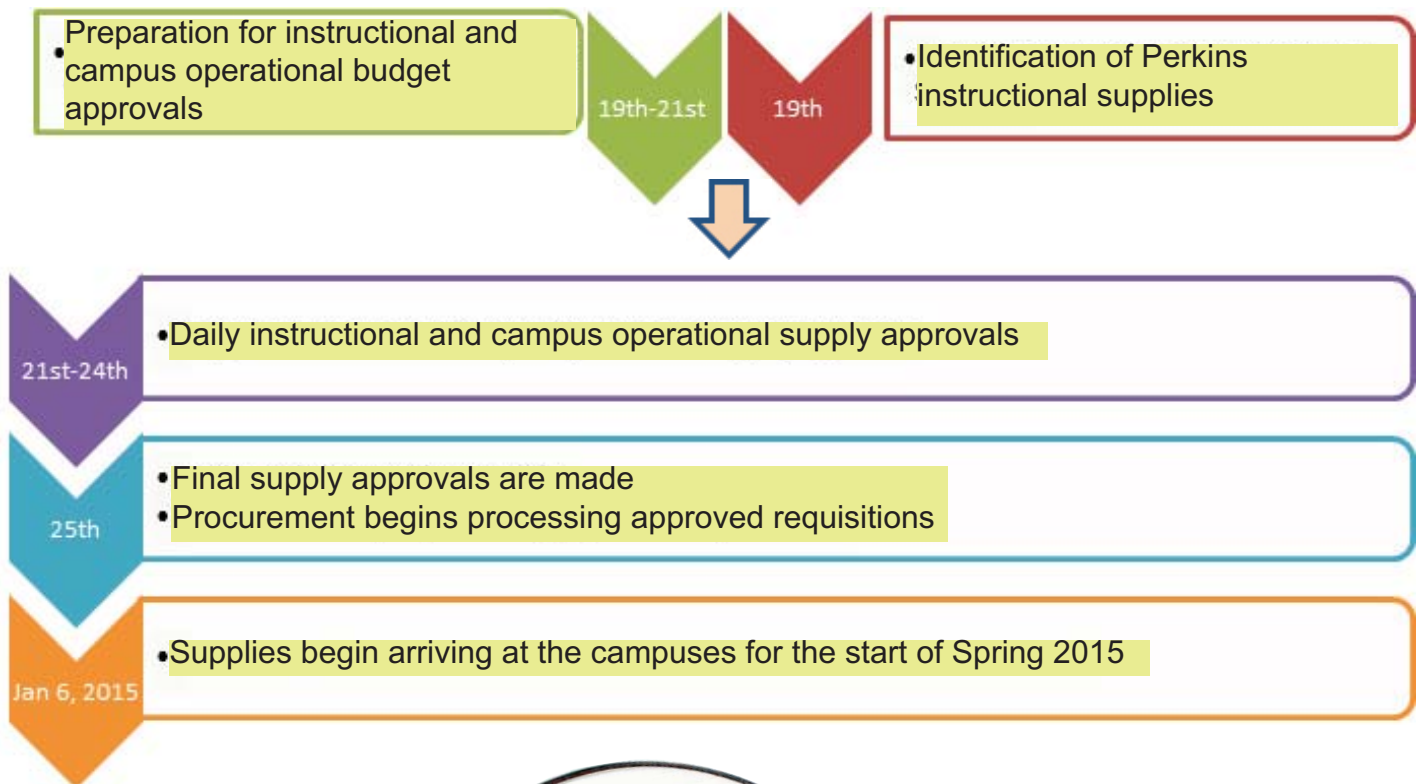 •Preparation for instructional and
campus operational budget
approvals
19th-21st
19th
•Identification of Perkins
instructional supplies
21st-24th
•Daily instructional and campus operational supply approvals
25th
•Final supply approvals are made
•Procurement begins processing approved requisitions
Jan 6, 2015
•Supplies begin arriving at the campuses for the start of Spring 2015